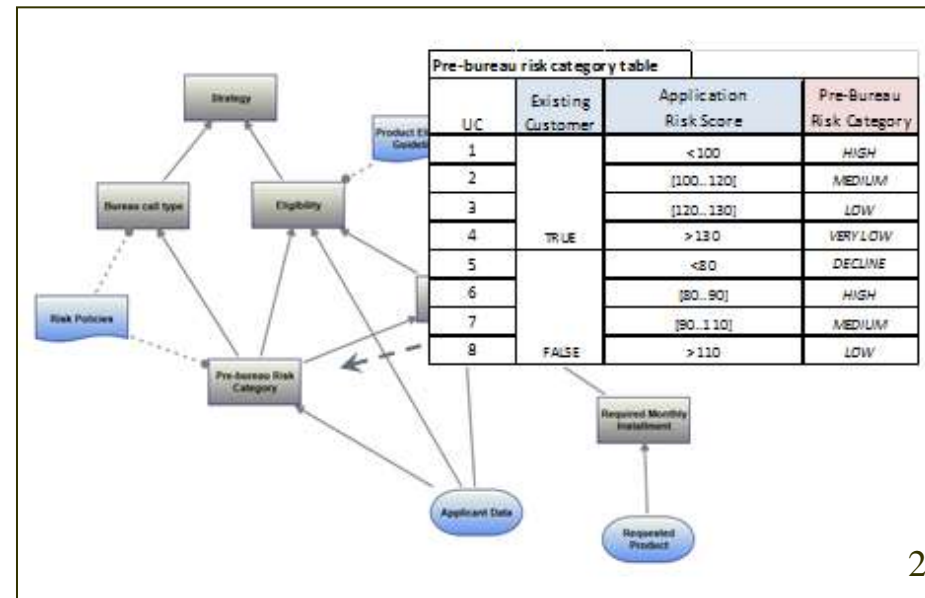 Pre-bureau risk category table
UC Existing Customer Application Risk Score Pre-Bureau Risk Category
1 <100 HIGH
2 [100..120[ MEDIUM
3 [120..130] LOW
4 TRUE >130 VERY LOW
5 <80 DECLINE
6 [80..90[ HIGH
7 [90..110] MEDIUM
8 FALSE >110 LOW
Strategy
Product Eli
Guideli
Bureau call type
Eligibility
Risk Policies
Pre-bureau Risk
Category
Required Monthly
Installment
Applicant Data
Requested
Product
2